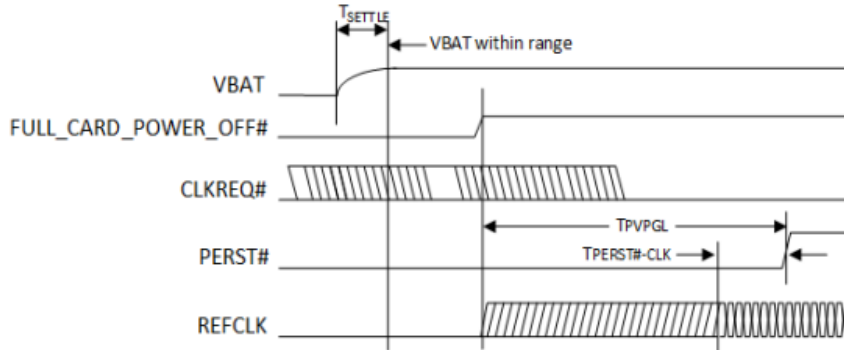 TSETTLE
VBAT within range
VBAT
FULL_CARD_POWER_OFF#
CLKREQ#
TPVPGL
PERST#
TPERST#-CLK
REFCLK